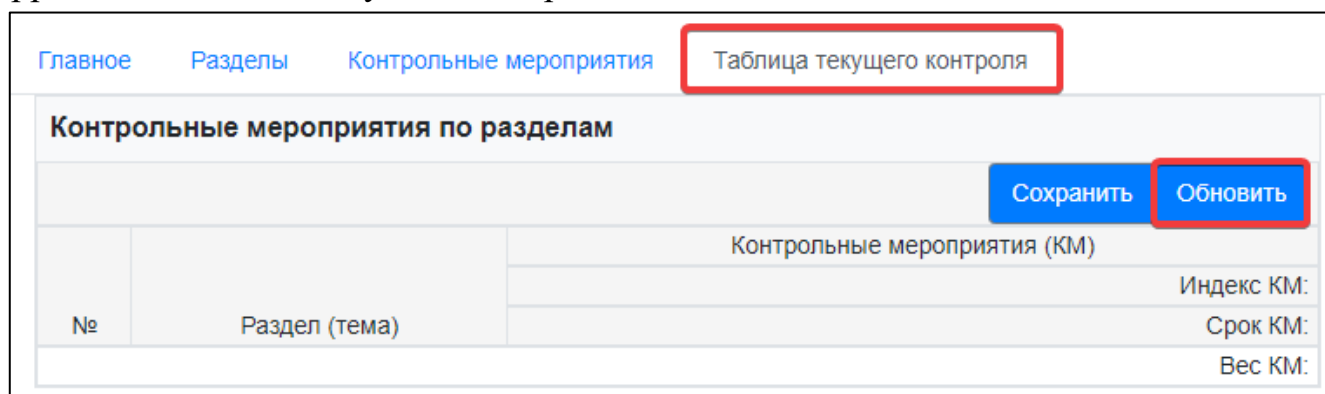 Главное Разделы Контрольные мероприятия Таблица текущего контроля
Контрольные мероприятия по разделам
Сохранить Обновить
Контрольные мероприятия (КМ)
Индекс КМ:
№ Раздел (тема) Срок КМ:
Вес КМ: